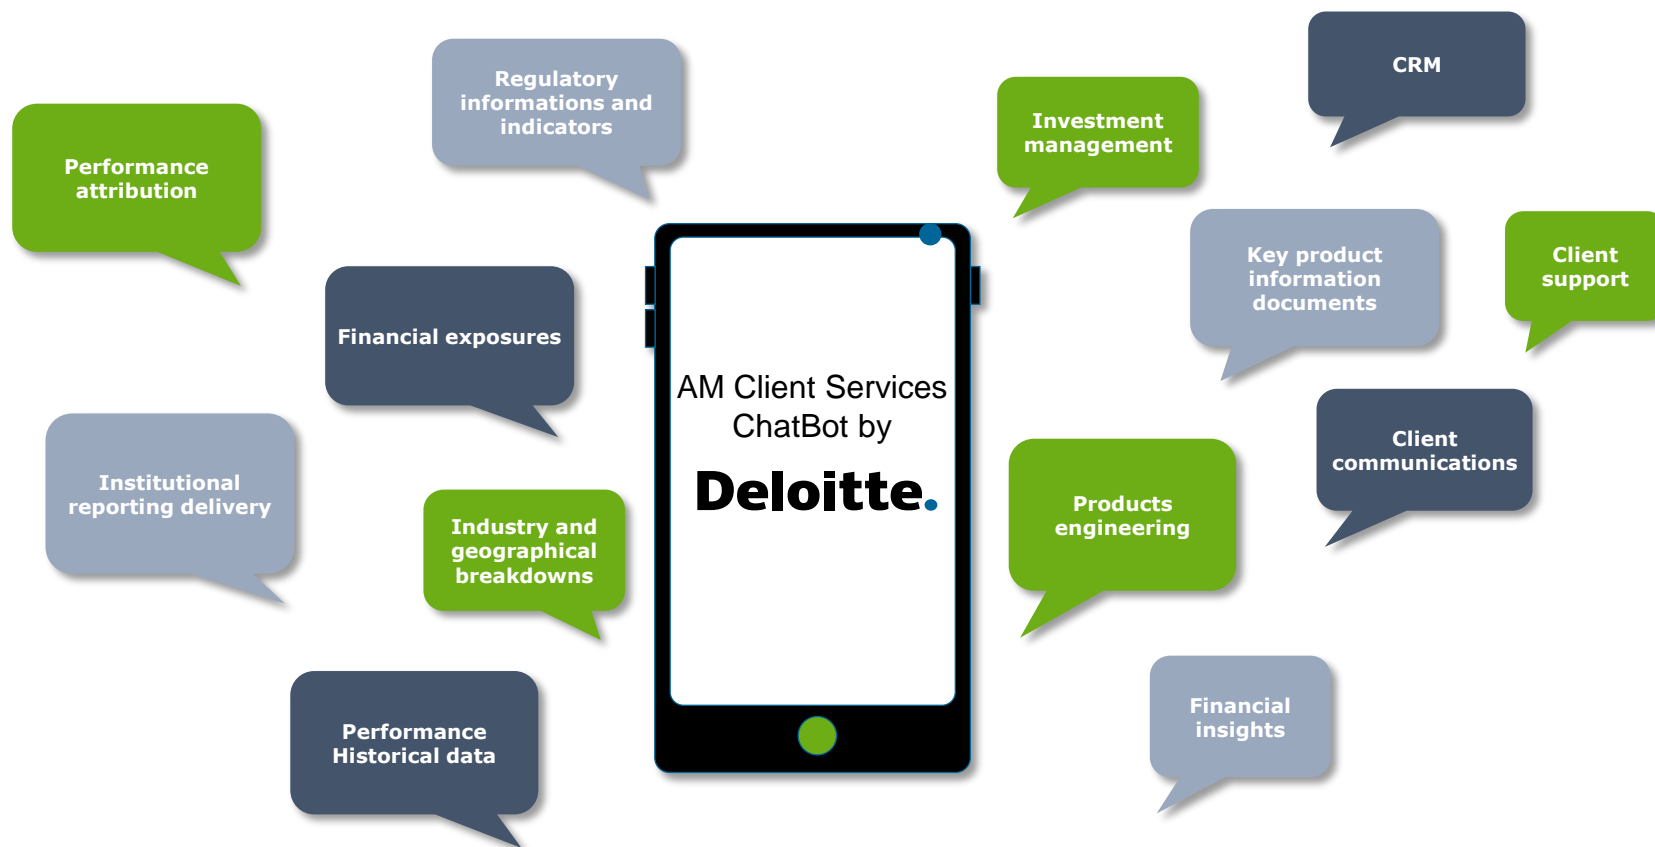 CRM
Regulatory
informations and
indicators
Investment
management
Performance
attribution
Key product
information
documents
Client
support
Financial exposures
AM Client Services
ChatBot by
Deloitte.
Client
communications
Institutional
reporting delivery
Industry and
geographical
breakdowns
Products
engineering
Performance
Historical data
Financial
insights